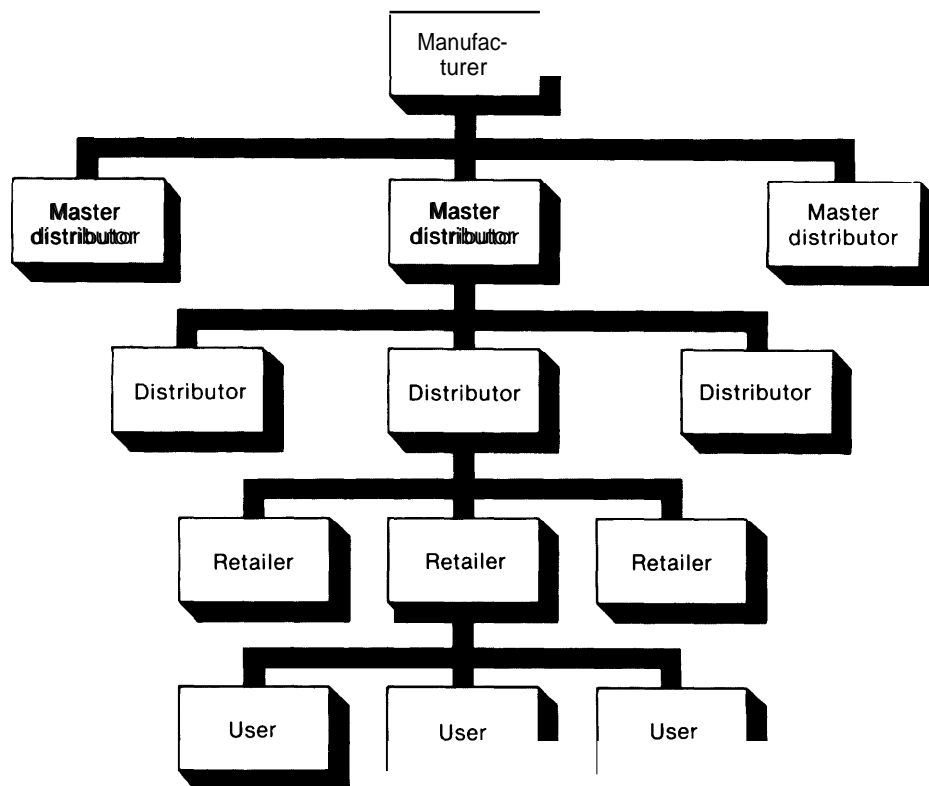 Manufac-
turer
Master
distributor
Master
distributor
Master
distributor
Distributor
Distributor
Distributor
Retailer
Retailer
Retailer
User
User
User